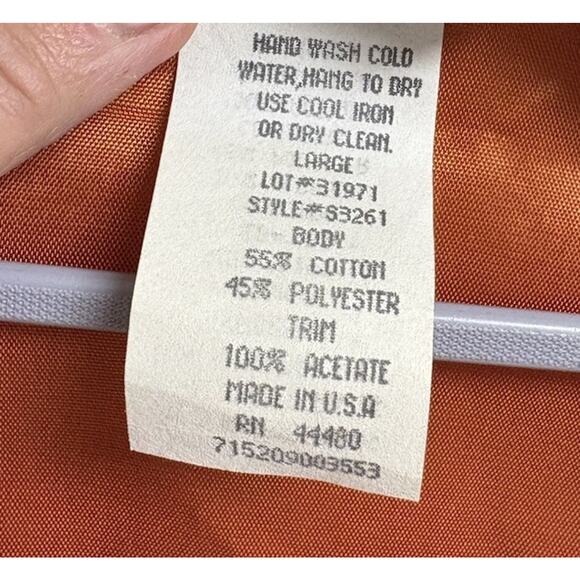 HAND WASH COLD
WATER,HANG TO DRY
USE COOL IRON
OR DRY CLEAN.
LARGE
LOT#31971
STYLE#S3261
BODY
55% COTTON
45% POLYESTER
TRIM
100% ACETATE
MADE IN U.S.A
RN 44480
715209003553